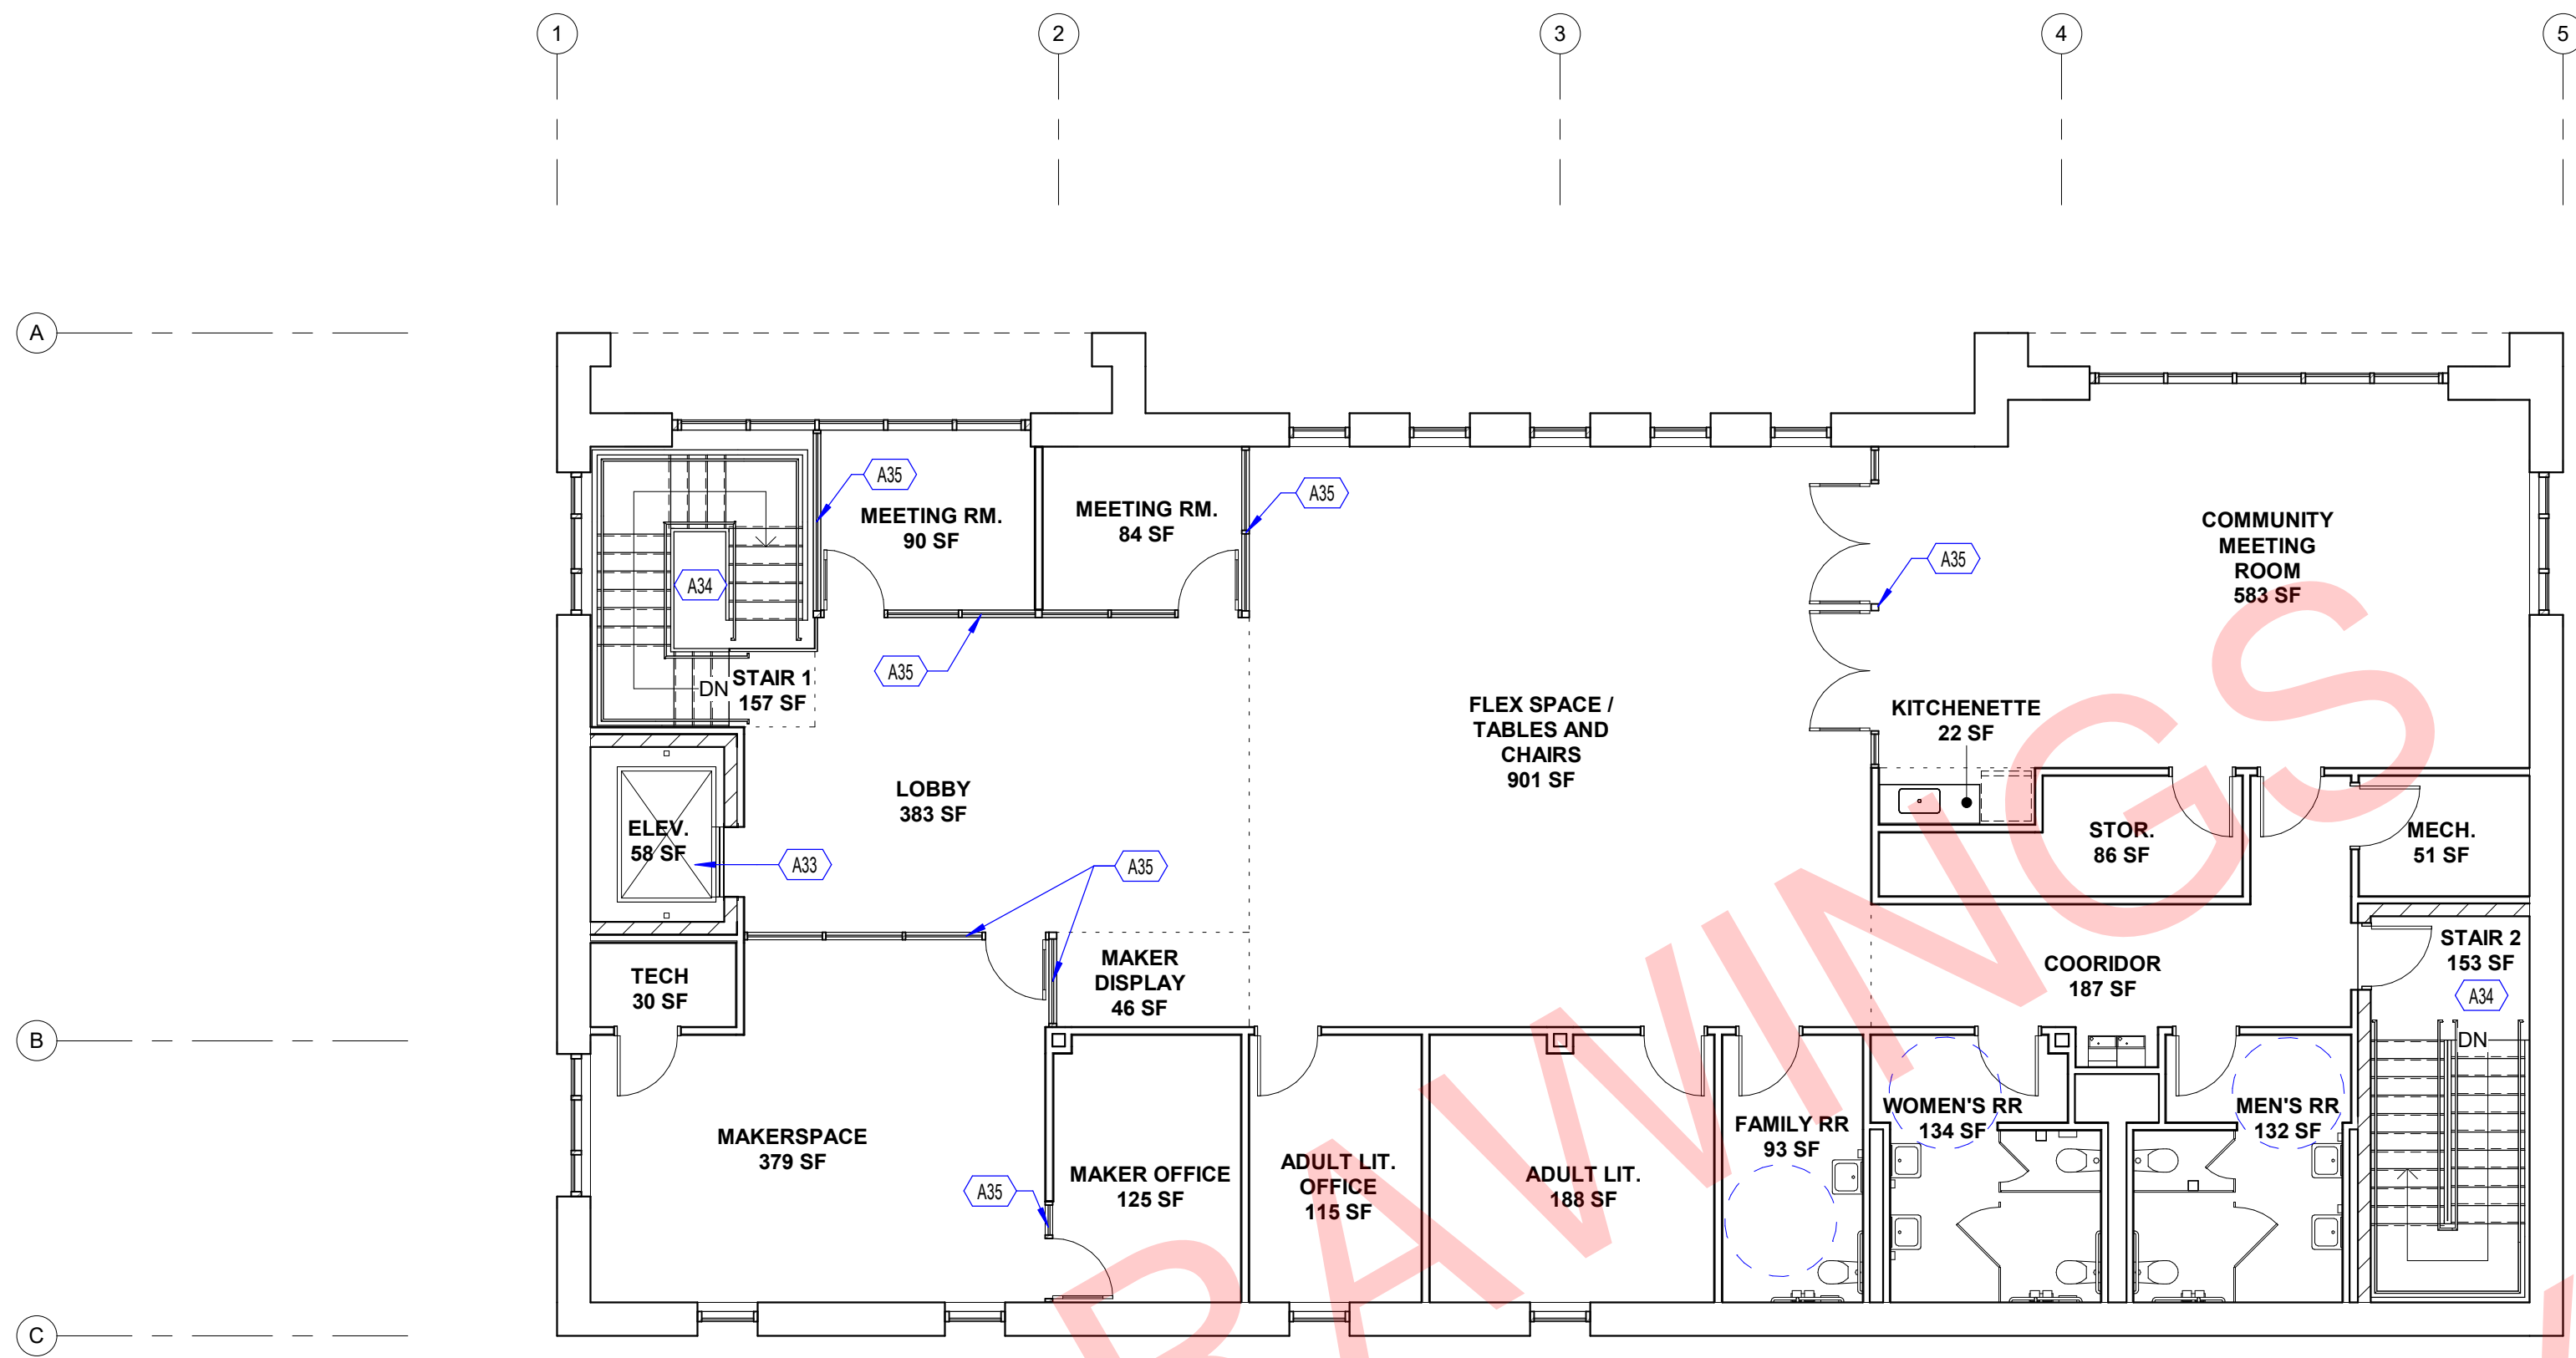 1
2
3
4
5
A
B
C
A35
MEETING RM.
90 SF
MEETING RM.
84 SF
A35
A34
A35
COMMUNITY
MEETING
ROOM
583 SF
A35
STAIR 1
157 SF
DN
FLEX SPACE /
TABLES AND
CHAIRS
901 SF
KITCHENETTE
22 SF
LOBBY
383 SF
ELEV.
58 SF
A33
A35
STOR.
86 SF
MECH.
51 SF
TECH
30 SF
MAKER
DISPLAY
46 SF
COORIDOR
187 SF
STAIR 2
153 SF
A34
DN
MAKERSPACE
379 SF
A35
MAKER OFFICE
125 SF
ADULT LIT.
OFFICE
115 SF
ADULT LIT.
188 SF
FAMILY RR
93 SF
WOMEN'S RR
134 SF
MEN'S RR
132 SF
RAWINGS